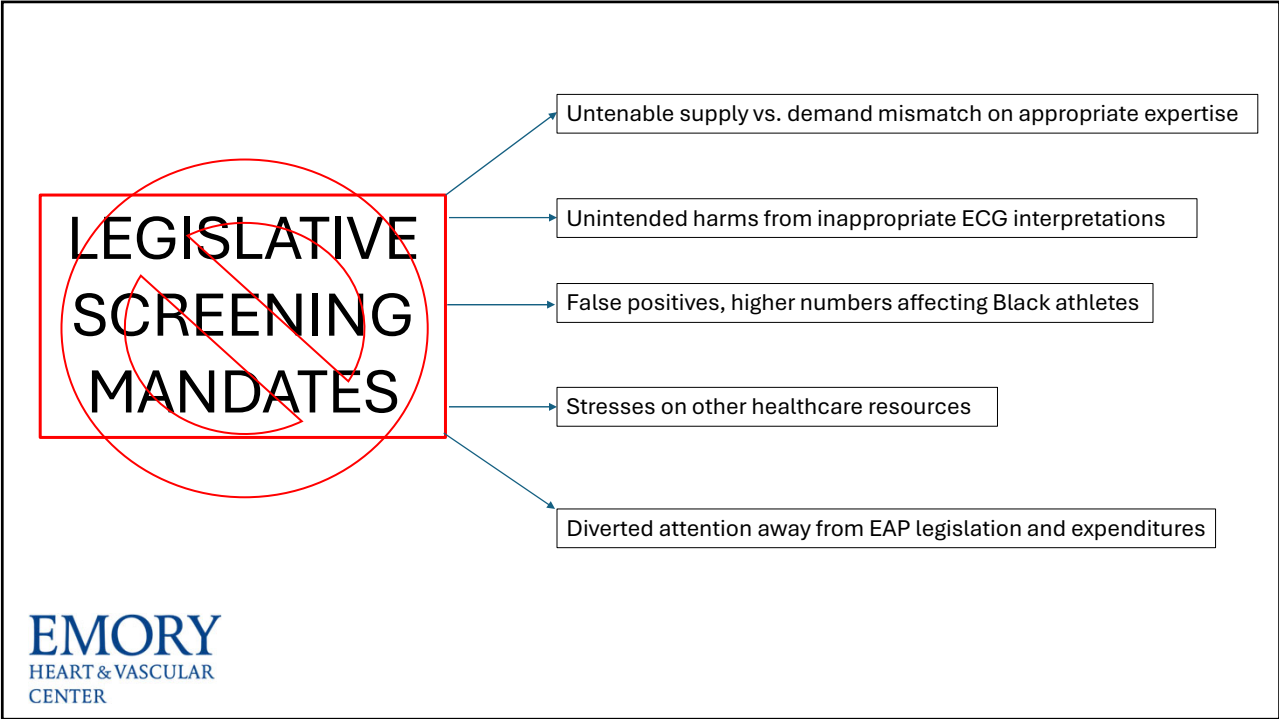 LEGISLATIVE
SCREENING
MANDATES
Untenable supply vs. demand mismatch on appropriate expertise
Unintended harms from inappropriate ECG interpretations
False positives, higher numbers affecting Black athletes
Stresses on other healthcare resources
Diverted attention away from EAP legislation and expenditures
EMORY
HEART & VASCULAR
CENTER